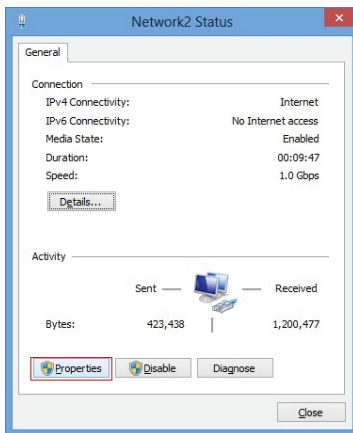 Network2 Status
General
Connection
IPv4 Connectivity: Internet
IPv6 Connectivity: No Internet access
Media State: Enabled
Duration: 00:09:47
Speed: 1.0 Gbps
Details...
Activity
Sent Received
Bytes: 423,438 1,200,477
Properties Disable Diagnose
Close